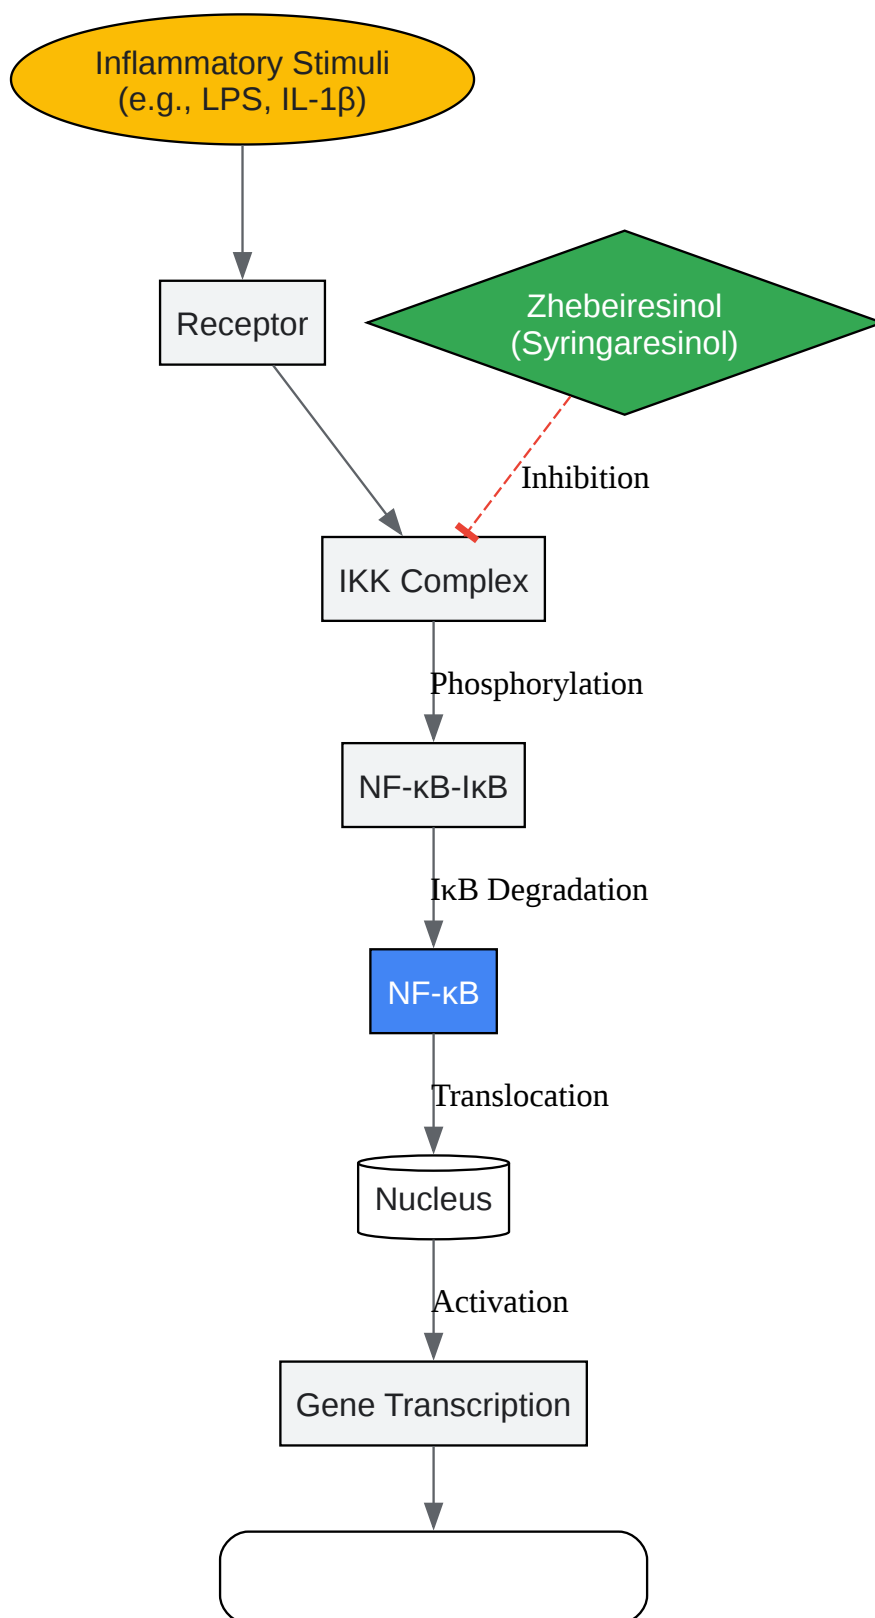 Inflammatory Stimuli
(e.g., LPS, IL-1β)
Receptor
Zhebeiresinol
(Syringaresinol)
Inhibition
IKK Complex
Phosphorylation
NF-κB-IκB
IκB Degradation
NF-κB
Translocation
Nucleus
Activation
Gene Transcription